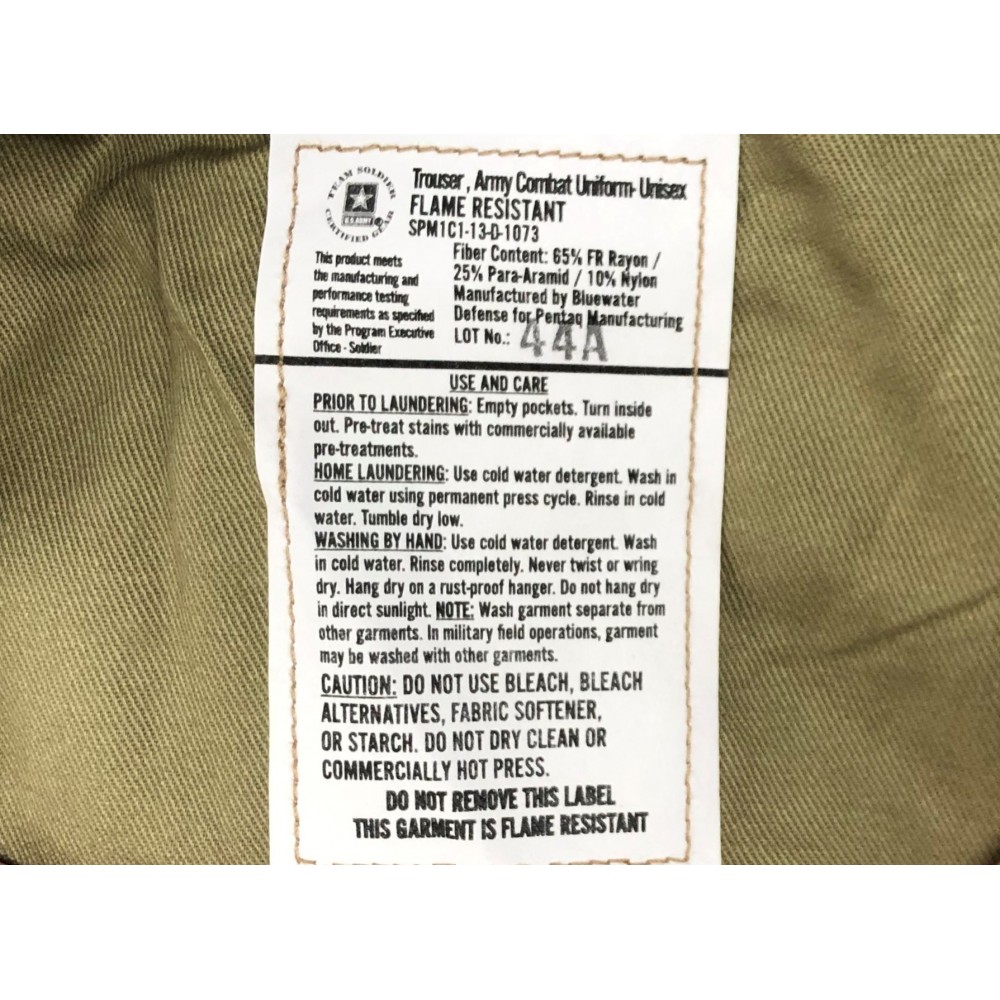 TEAM SOLDIER
U.S.ARMY
CERTIFIED GEAR
Trouser, Army Combat Uniform- Unisex
FLAME RESISTANT
SPM1C1-13-D-1073
This product meets
the manufacturing and
performance testing
requirements as specified
by the Program Executive
Office - Soldier
Fiber Content: 65% FR Rayon /
25% Para-Aramid / 10% Nylon
Manufactured by Bluewater
Defense for Pentaq Manufacturing
LOT No.: 44A
USE AND CARE
PRIOR TO LAUNDERING: Empty pockets. Turn inside
out. Pre-treat stains with commercially available
pre-treatments.
HOME LAUNDERING: Use cold water detergent. Wash in
cold water using permanent press cycle. Rinse in cold
water. Tumble dry low.
WASHING BY HAND: Use cold water detergent. Wash
in cold water. Rinse completely. Never twist or wring
dry. Hang dry on a rust-proof hanger. Do not hang dry
in direct sunlight. NOTE: Wash garment separate from
other garments. In military field operations, garment
may be washed with other garments.
CAUTION: DO NOT USE BLEACH, BLEACH
ALTERNATIVES, FABRIC SOFTENER,
OR STARCH. DO NOT DRY CLEAN OR
COMMERCIALLY HOT PRESS.
DO NOT REMOVE THIS LABEL
THIS GARMENT IS FLAME RESISTANT